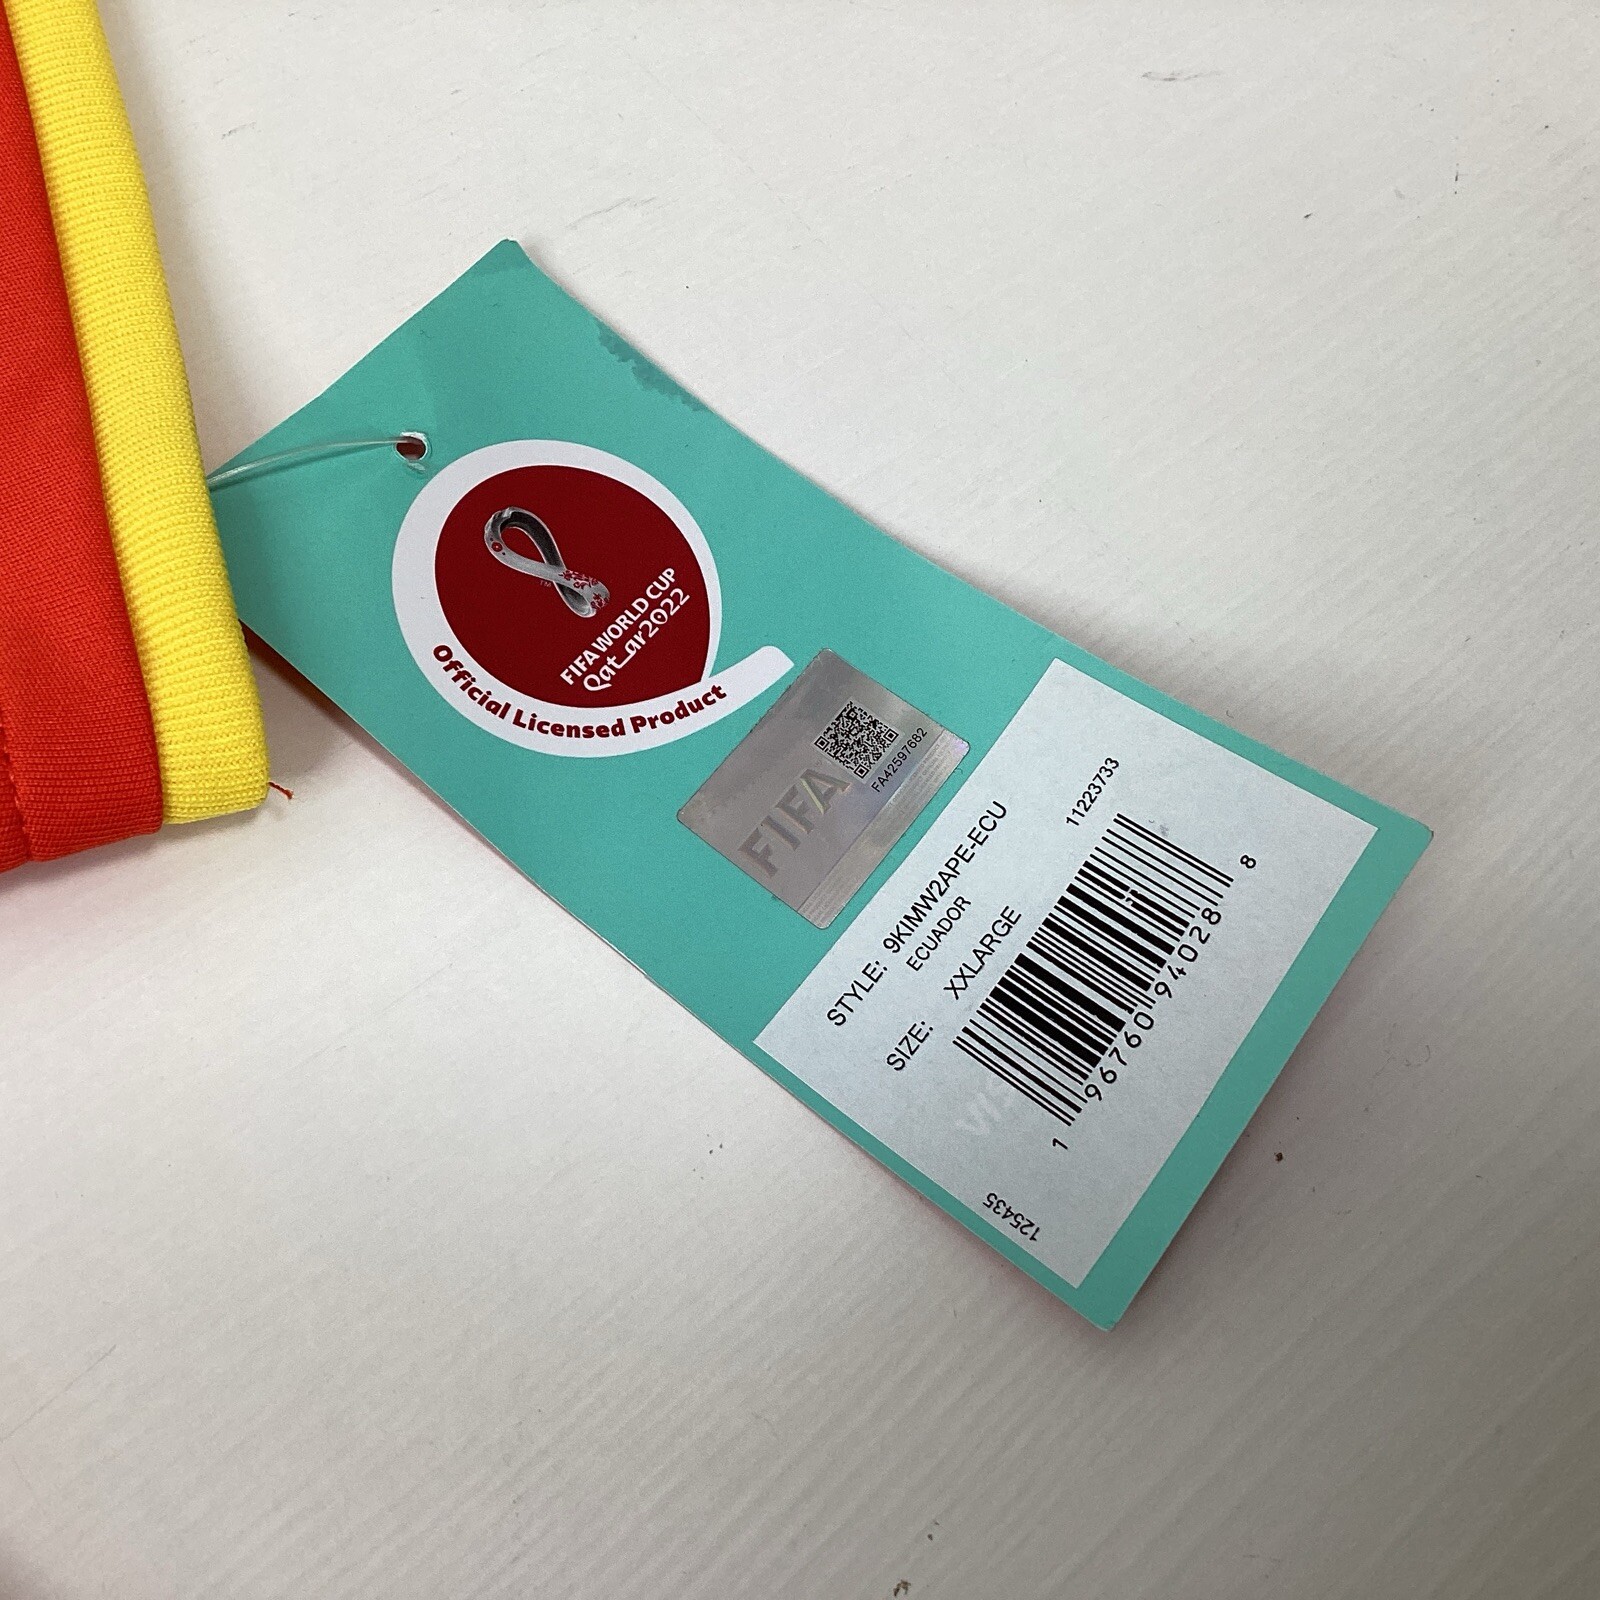 FIFA WORLD CUP
Qatar2022
TM
Official Licensed Product
FIFA
FA42597682
STYLE: 9KIMW2APE-ECU
ECUADOR
SIZE: XXLARGE
11223733
1 96760 94028 8
125435